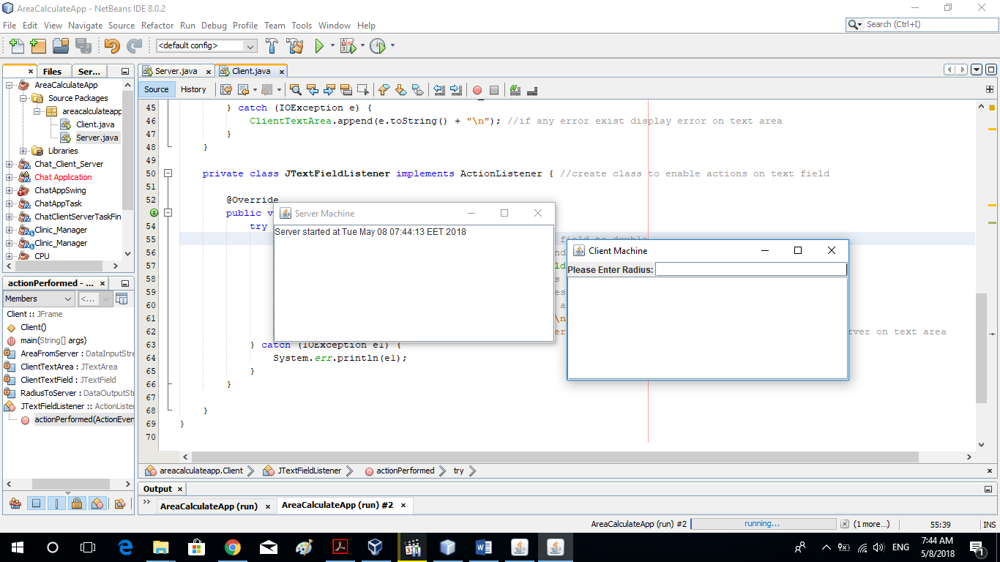 AreaCalculateApp - NetBeans IDE 8.0.2
File Edit View Navigate Source Refactor Run Debug Profile Team Tools Window Help
Search (Ctrl+I)
<default config>
Files Ser...
Server.java Client.java
Source History
AreaCalculateApp
Source Packages
areacalculateapp
Client.java
Server.java
Libraries
Chat_Client_Server
Chat Application
ChatAppSwing
ChatAppTask
ChatClientServerTaskFin
Clinic_Manager
Clinic_Manager
CPU
actionPerformed - ...
Members <...
Client :: JFrame
Client()
main(String[] args)
AreaFromServer : DataInputStre
ClientTextArea : JTextArea
ClientTextField : JTextField
RadiusToServer : DataOutputStr
JTextFieldListener :: ActionListe
actionPerformed(ActionEven
45 } catch (IOException e) {
46 ClientTextArea.append(e.toString() + "\n"); //if any error exist display error on text area
47 }
48 }
49
50 private class JTextFieldListener implements ActionListener { //create class to enable actions on text field
51
52 @Override
public v
54 try
55 field to double
56 nd
57 ld
58 s
59 es
60 a
61 \n
62 er rver on text area
63 } catch (IOException e1) {
64 System.err.println(e1);
65 }
66 }
67
68 }
69 }
70
Server Machine
Server started at Tue May 08 07:44:13 EET 2018
Client Machine
Please Enter Radius:
areacalculateapp.Client JTextFieldListener actionPerformed try
Output
AreaCalculateApp (run) AreaCalculateApp (run) #2
AreaCalculateApp (run) #2 running... (1 more...) 55:39 INS
ENG 7:44 AM
5/8/2018
1